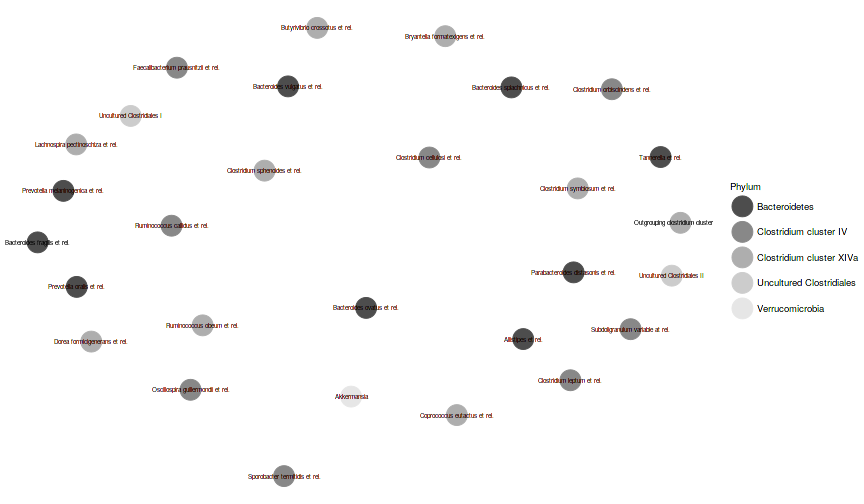 Butyrivibrio crossotus et rel.
Bryantella formatexigens et rel.
Faecalibacterium prausnitzii et rel.
Bacteroides vulgatus et rel.
Bacteroides splachnicus et rel.
Clostridium orbiscindens et rel.
Uncultured Clostridiales I
Lachnospira pectinoschiza et rel.
Clostridium cellulosi et rel.
Tannerella et rel.
Clostridium sphenoides et rel.
Prevotella melaninogenica et rel.
Clostridium symbiosum et rel.
Phylum
Bacteroidetes
Ruminococcus callidus et rel.
Outgrouping clostridium cluster
Clostridium cluster IV
Bacteroides fragilis et rel.
Clostridium cluster XIVa
Parabacteroides distasonis et rel.
Uncultured Clostridiales II
Uncultured Clostridiales
Prevotella oralis et rel.
Bacteroides ovatus et rel.
Verrucomicrobia
Ruminococcus obeum et rel.
Subdoligranulum variable at rel.
Dorea formicigenerans et rel.
Alistipes et rel.
Clostridium leptum et rel.
Oscillospira guillermondii et rel.
Akkermansia
Coprococcus eutactus et rel.
Sporobacter termitidis et rel.